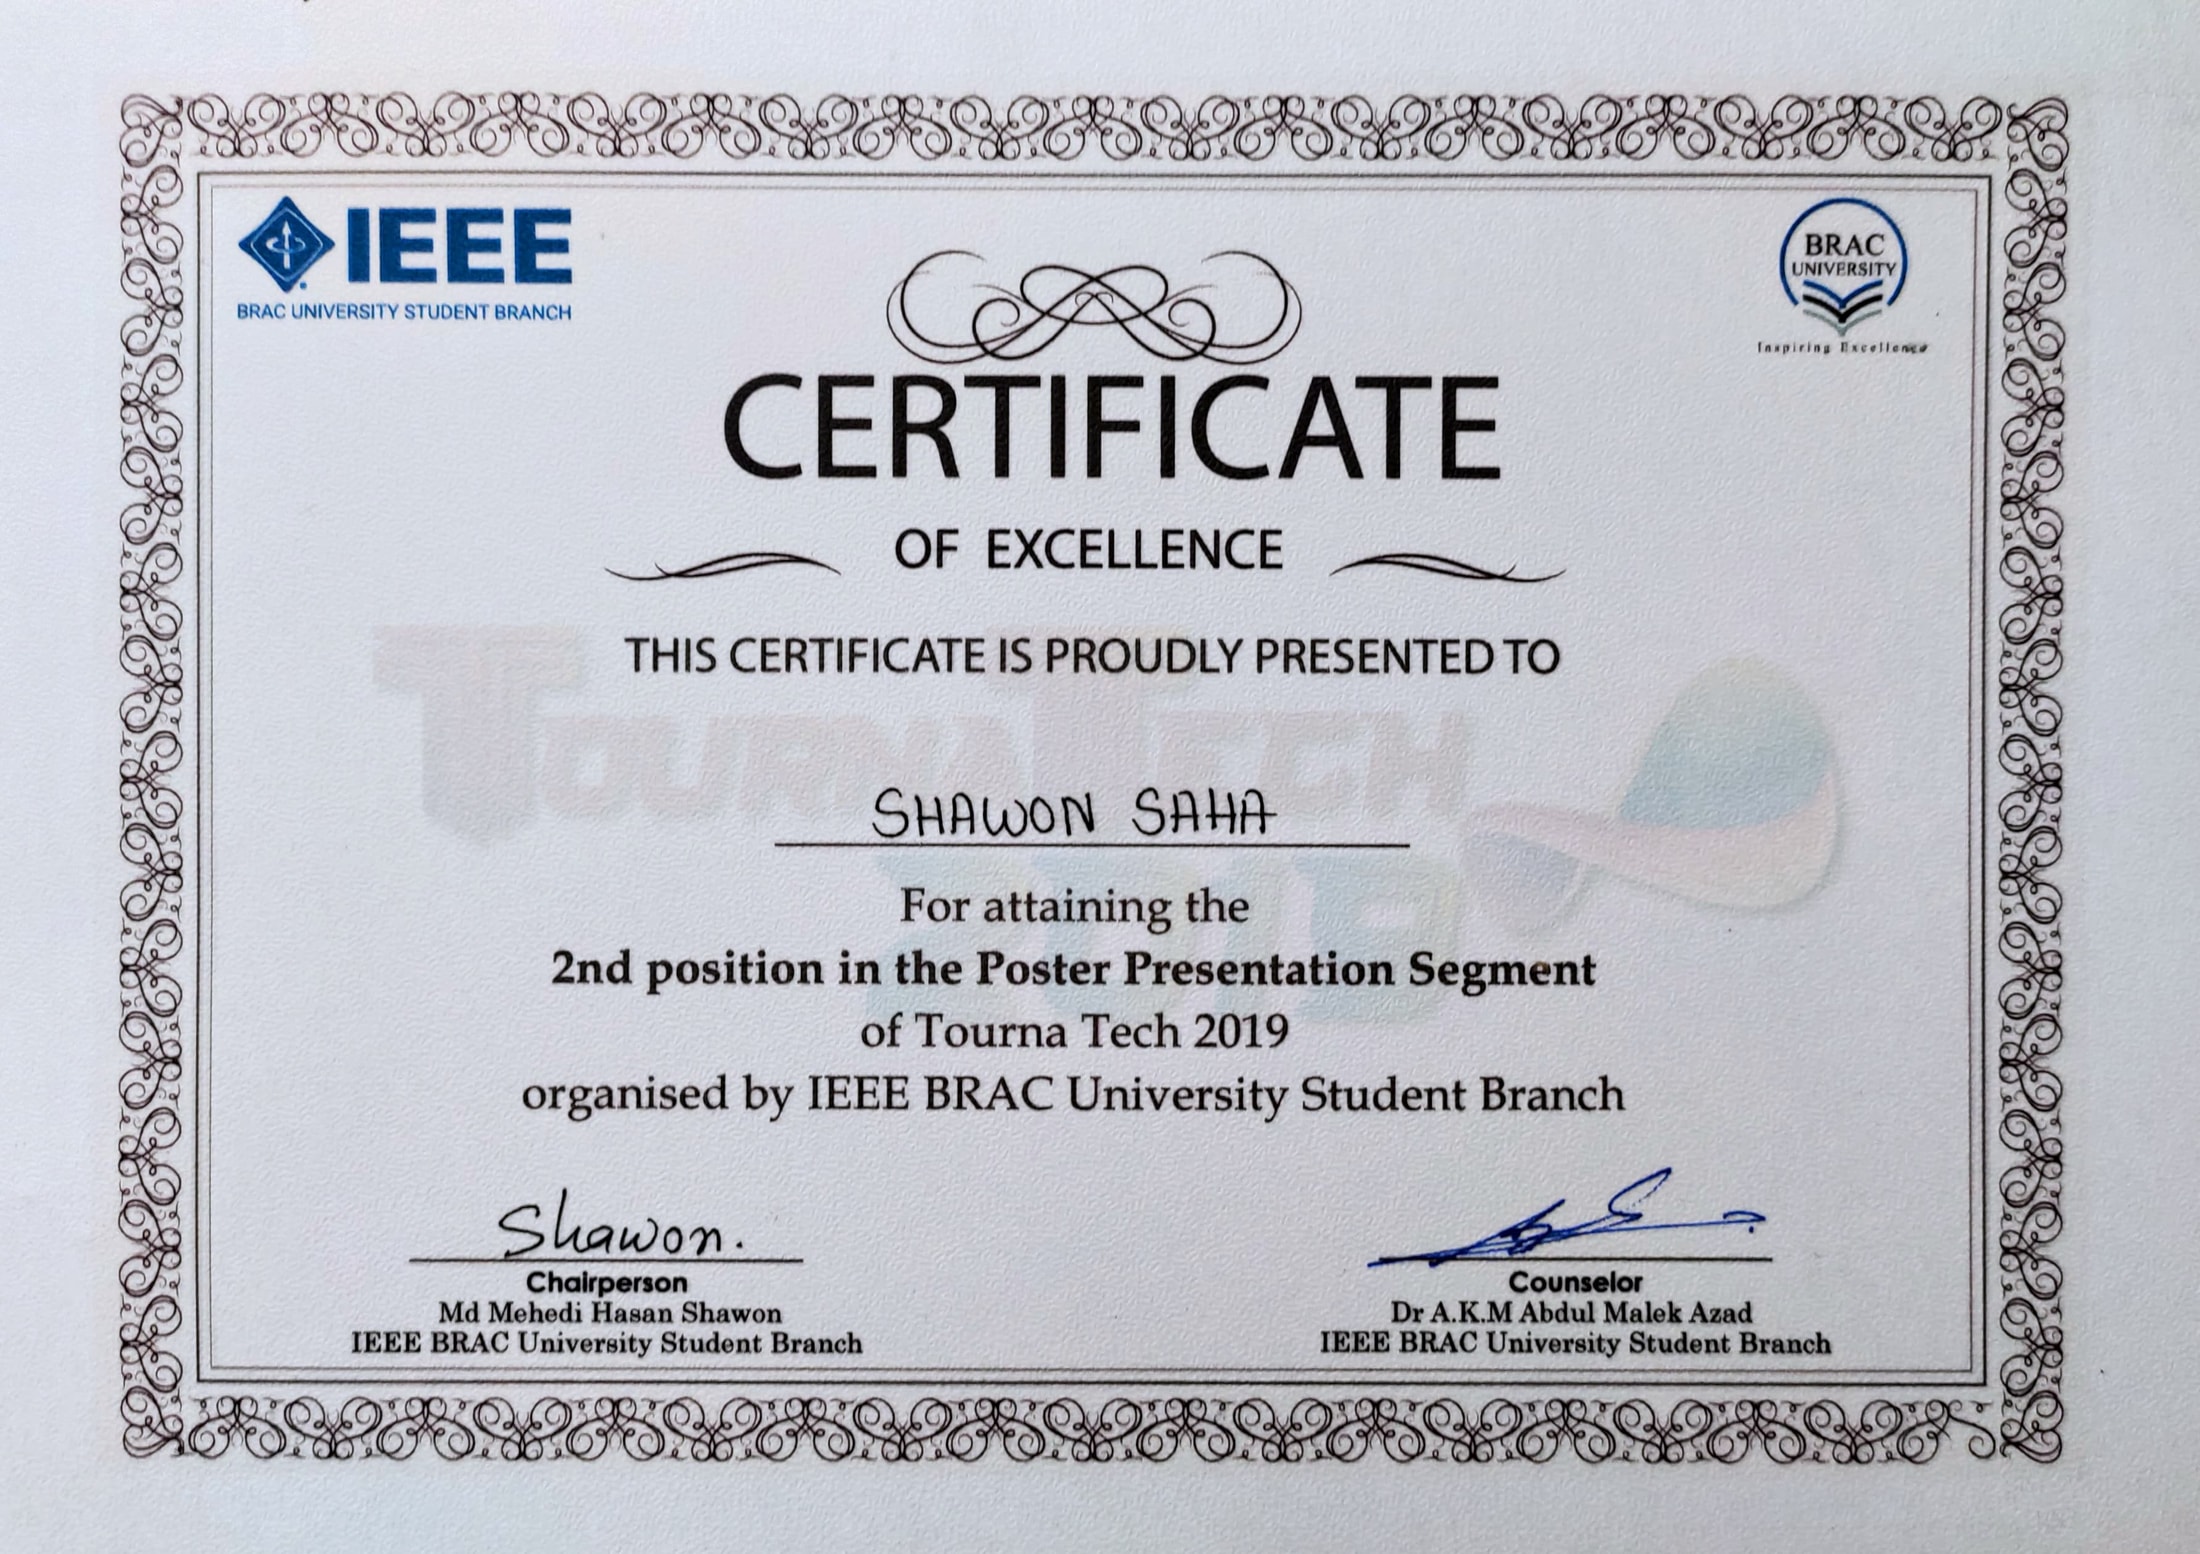 IEEE
BRAC UNIVERSITY STUDENT BRANCH
BRAC
UNIVERSITY
Inspiring Excellence
CERTIFICATE
OF EXCELLENCE
THIS CERTIFICATE IS PROUDLY PRESENTED TO
TOURNATECH
2019
SHAWON SAHA
For attaining the
2nd position in the Poster Presentation Segment
of Tourna Tech 2019
organised by IEEE BRAC University Student Branch
Shawon.
Chairperson
Md Mehedi Hasan Shawon
IEEE BRAC University Student Branch
Counselor
Dr A.K.M Abdul Malek Azad
IEEE BRAC University Student Branch